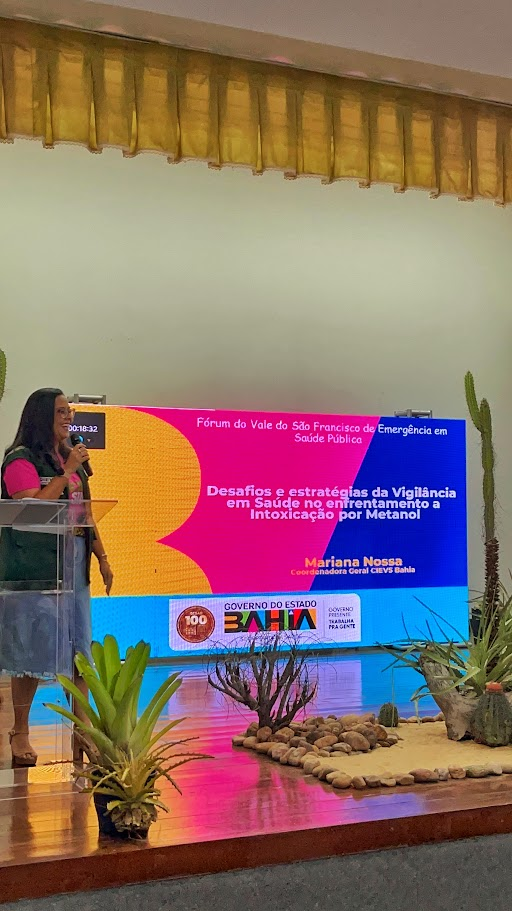 00:18:32
Fórum do Vale do São Francisco de Emergência em
Saúde Pública
Desafios e estratégias da Vigilância
em Saúde no enfrentamento a
Intoxicação por Metanol
Mariana Nossa
Coordenadora Geral CIEVS Bahia
100
GOVERNO DO ESTADO
BAHIA
GOVERNO
PRESENTE
TRABALHA
PRA GENTE